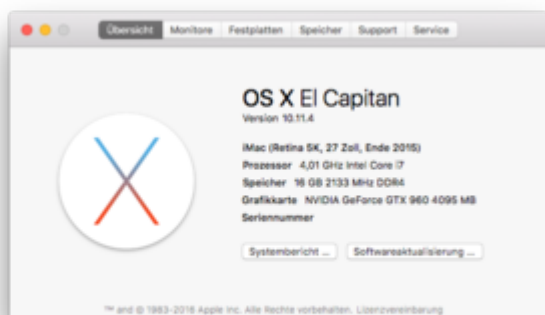 Übersicht Monitore Festplatten Speicher Support Service
OS X El Capitan
Version 10.11.4
iMac (Retina 5K, 27 Zoll, Ende 2015)
Prozessor 4,01 GHz Intel Core i7
Speicher 16 GB 2133 MHz DDR4
Grafikkarte NVIDIA GeForce GTX 960 4095 MB
Seriennummer
Systembericht ... Softwareaktualisierung ...
™ and © 1983-2016 Apple Inc. Alle Rechte vorbehalten. Lizenzvereinbarung